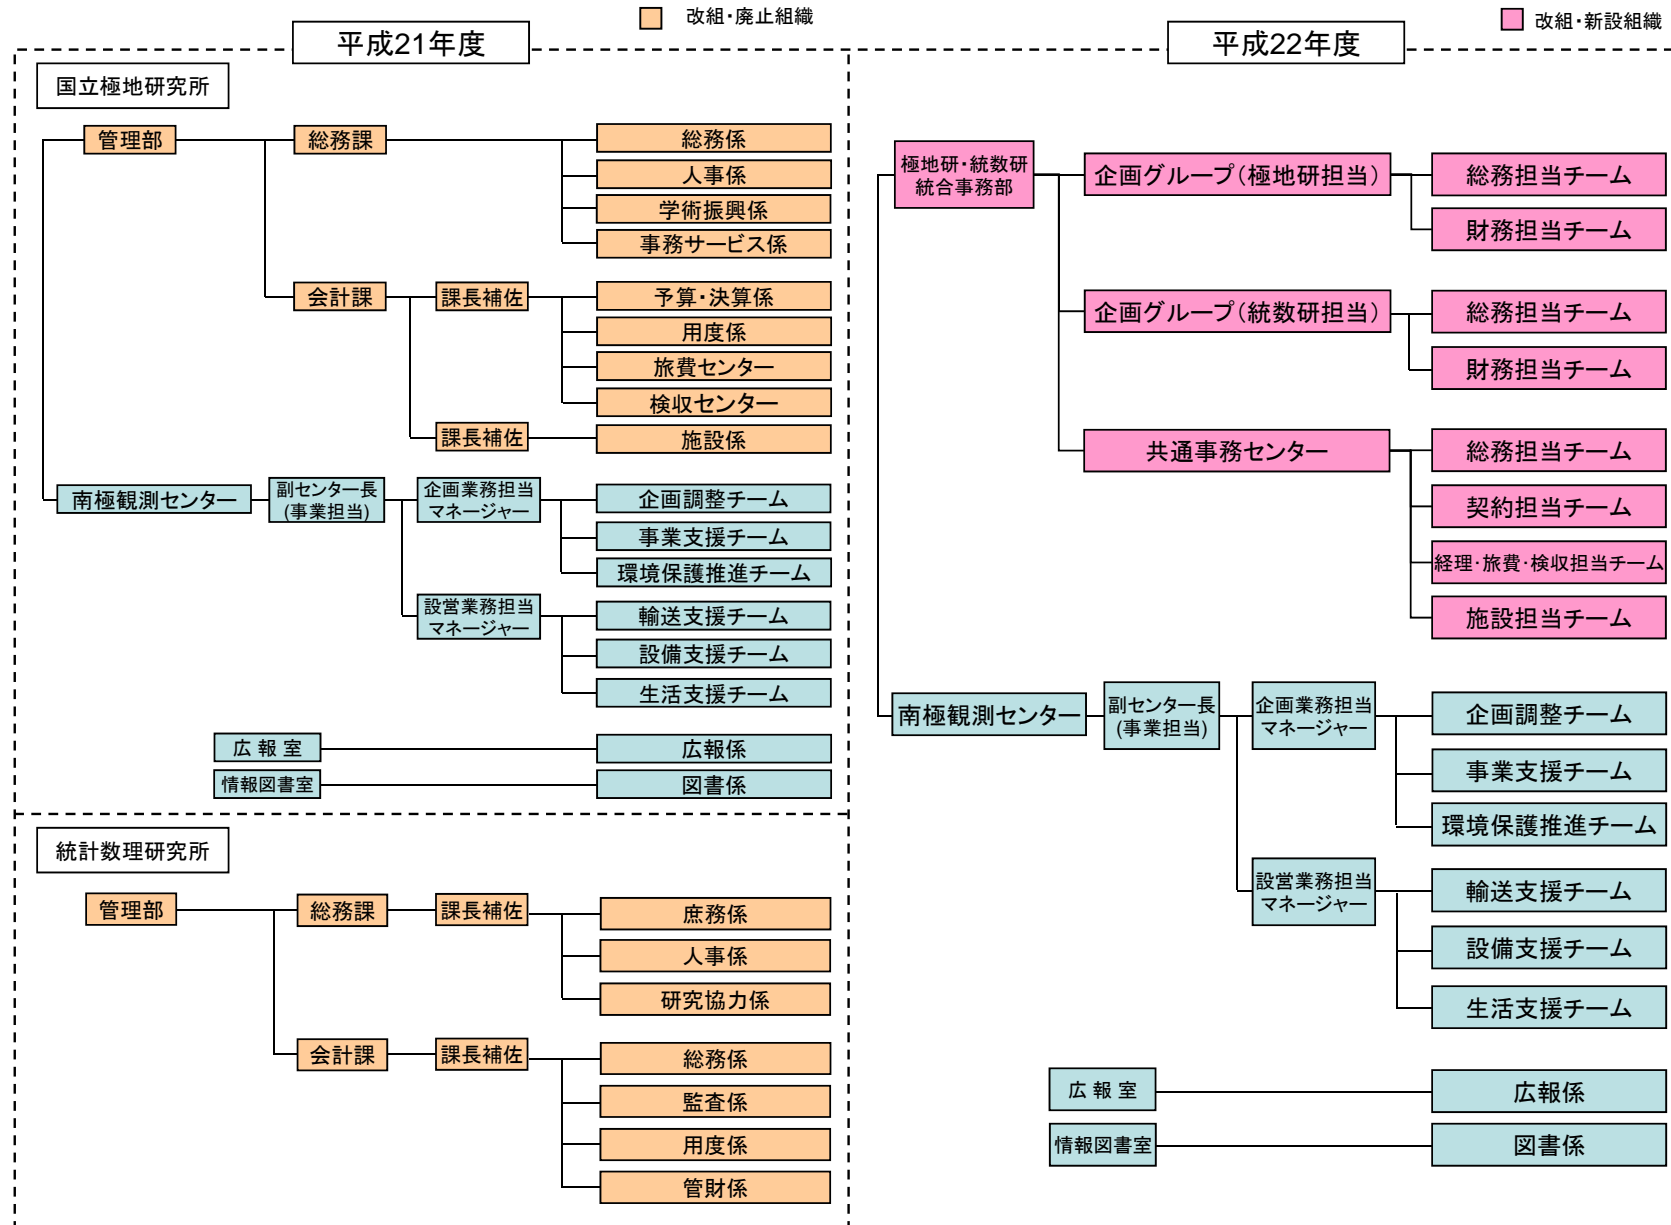 改組・廃止組織
改組・新設組織
平成21年度
平成22年度
国立極地研究所
管理部
総務課
総務係
人事係
学術振興係
事務サービス係
会計課
課長補佐
予算・決算係
用度係
旅費センター
検収センター
課長補佐
施設係
南極観測センター
副センター長
(事業担当)
企画業務担当
マネージャー
企画調整チーム
事業支援チーム
環境保護推進チーム
設営業務担当
マネージャー
輸送支援チーム
設備支援チーム
生活支援チーム
広 報 室
広報係
情報図書室
図書係
統計数理研究所
管理部
総務課
課長補佐
庶務係
人事係
研究協力係
会計課
課長補佐
総務係
監査係
用度係
管財係
極地研・統数研
統合事務部
企画グループ(極地研担当)
総務担当チーム
財務担当チーム
企画グループ(統数研担当)
総務担当チーム
財務担当チーム
共通事務センター
総務担当チーム
契約担当チーム
経理・旅費・検収担当チーム
施設担当チーム
南極観測センター
副センター長
(事業担当)
企画業務担当
マネージャー
企画調整チーム
事業支援チーム
環境保護推進チーム
設営業務担当
マネージャー
輸送支援チーム
設備支援チーム
生活支援チーム
広 報 室
広報係
情報図書室
図書係